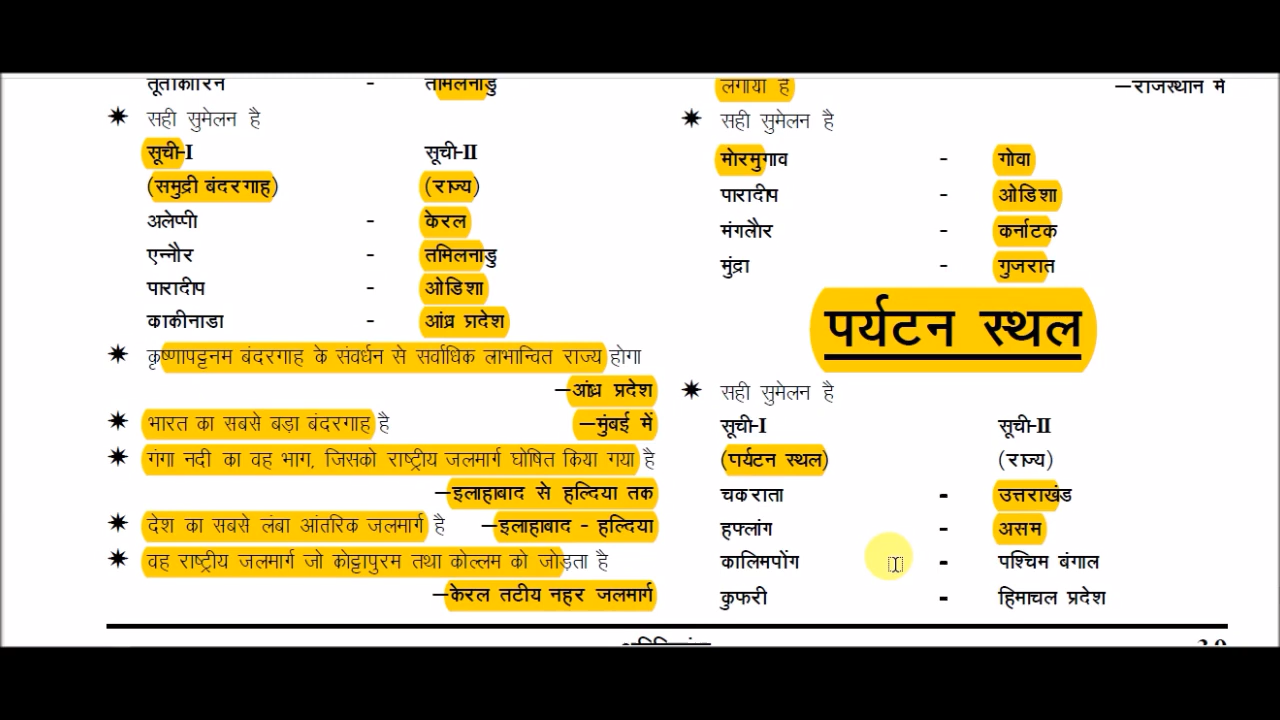 तूतीकोरिन - तमिलनाडु
✷ सही सुमेलन है
सूची-I सूची-II
(समुद्री बंदरगाह) (राज्य)
अलेप्पी - केरल
एन्नौर - तमिलनाडु
पारादीप - ओडिशा
काकीनाडा - आंध्र प्रदेश
✷ कृष्णापट्टनम बंदरगाह के संवर्धन से सर्वाधिक लाभान्वित राज्य होगा
—आंध्र प्रदेश
✷ भारत का सबसे बड़ा बंदरगाह है —मुंबई में
✷ गंगा नदी का वह भाग, जिसको राष्ट्रीय जलमार्ग घोषित किया गया है
—इलाहाबाद से हल्दिया तक
✷ देश का सबसे लंबा आंतरिक जलमार्ग है —इलाहाबाद - हल्दिया
✷ वह राष्ट्रीय जलमार्ग जो कोट्टापुरम तथा कोल्लम को जोड़ता है
—केरल तटीय नहर जलमार्ग
लगाया है —राजस्थान में
✷ सही सुमेलन है
मोरमुगाव - गोवा
पारादीप - ओडिशा
मंगलौर - कर्नाटक
मुंद्रा - गुजरात
पर्यटन स्थल
✷ सही सुमेलन है
सूची-I सूची-II
(पर्यटन स्थल) (राज्य)
चकराता - उत्तराखंड
हफ्लांग - असम
कालिमपोंग - पश्चिम बंगाल
कुफरी - हिमाचल प्रदेश